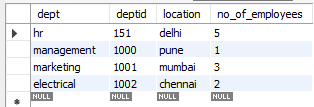 dept deptid location no_of_employees
hr 151 delhi 5
management 1000 pune 1
marketing 1001 mumbai 3
electrical 1002 chennai 2
NULL NULL NULL NULL